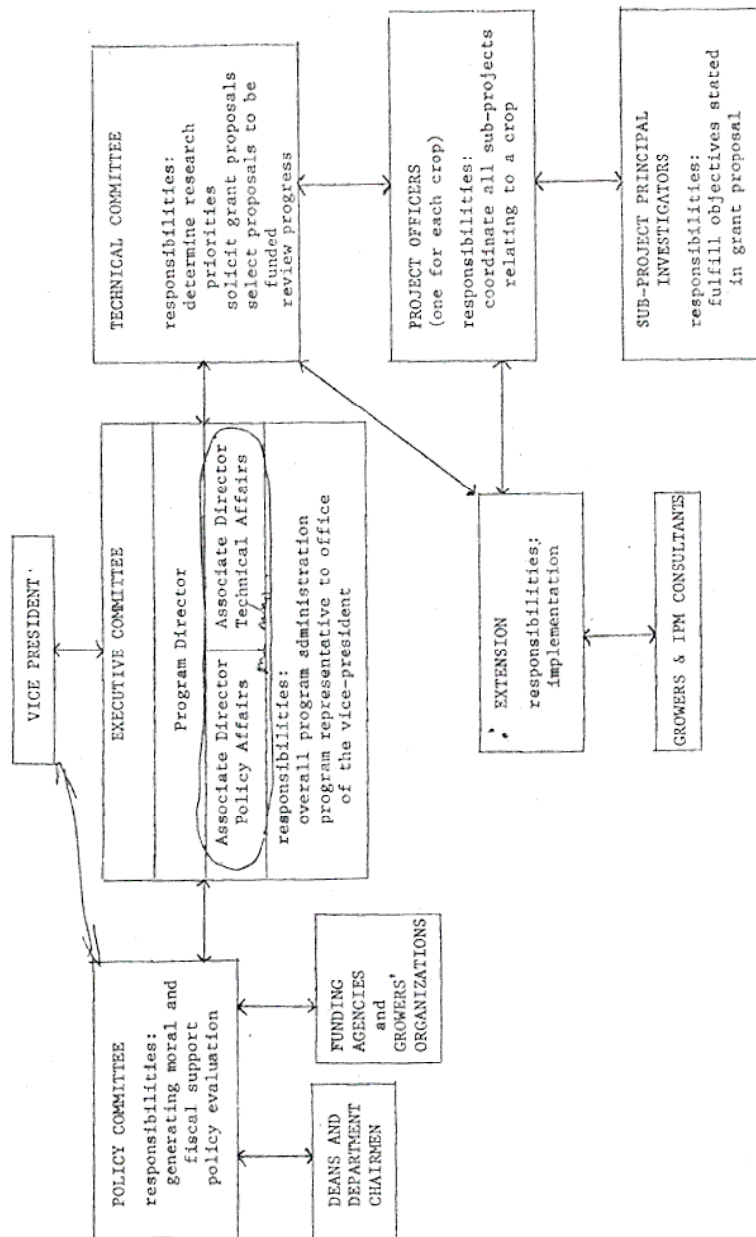 VICE PRESIDENT
POLICY COMMITTEE
responsibilities:
generating moral and
fiscal support
policy evaluation
DEANS AND
DEPARTMENT
CHAIRMEN
FUNDING
AGENCIES
and
GROWERS'
ORGANIZATIONS
EXECUTIVE COMMITTEE
Program Director
Associate Director
Policy Affairs
Associate Director
Technical Affairs
responsibilities:
overall program administration
program representative to office
of the vice-president
TECHNICAL COMMITTEE
responsibilities:
determine research
priorities
solicit grant proposals
select proposals to be
funded
review progress
PROJECT OFFICERS
(one for each crop)
responsibilities:
coordinate all sub-projects
relating to a crop
SUB-PROJECT PRINCIPAL
INVESTIGATORS
responsibilities:
fulfill objectives stated
in grant proposal
EXTENSION
responsibilities:
implementation
GROWERS & IPM CONSULTANTS